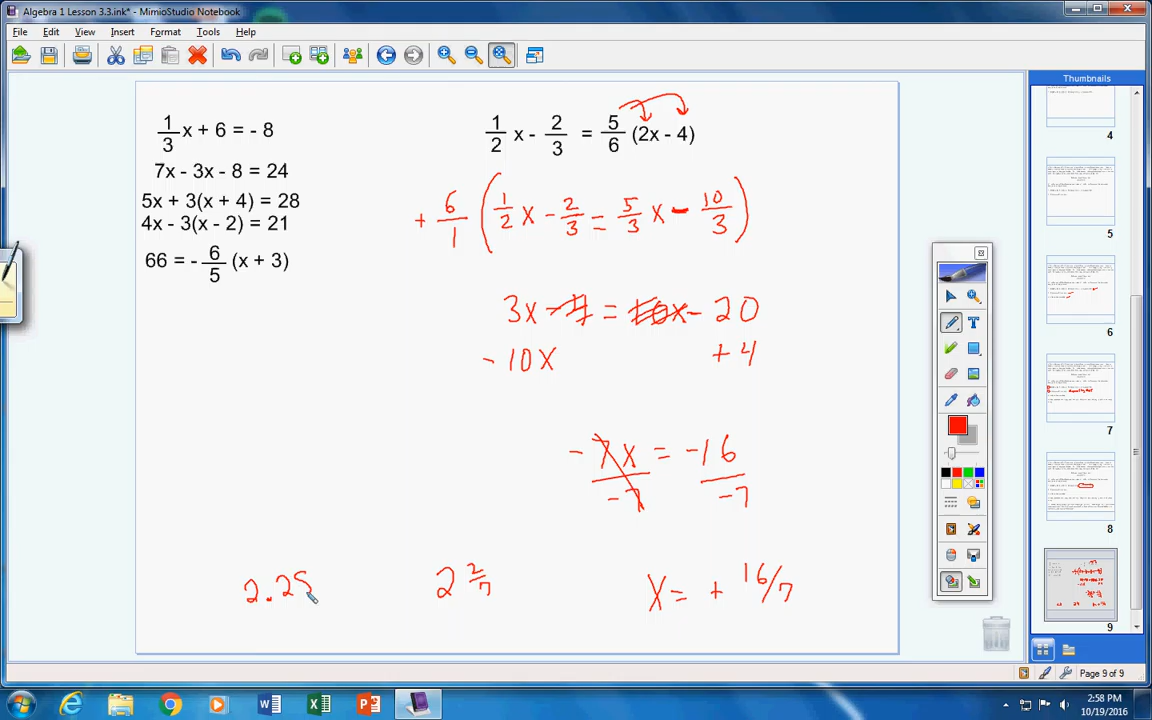 Algebra 1 Lesson 3.3.ink* - MimioStudio Notebook
File Edit View Insert Format Tools Help
1/3 x + 6 = - 8
7x - 3x - 8 = 24
5x + 3(x + 4) = 28
4x - 3(x - 2) = 21
66 = - 6/5 (x + 3)
1/2 x - 2/3 = 5/6 (2x - 4)
+ 6/1 ( 1/2 x - 2/3 = 5/3 x - 10/3 )
3x - 4 = 10x - 20
- 10x + 4
- 7x = -16
-7 -7
2.25 2 2/7 x = + 16/7
Thumbnails
4
5
6
7
8
9
T
Page 9 of 9
2:58 PM
10/19/2016